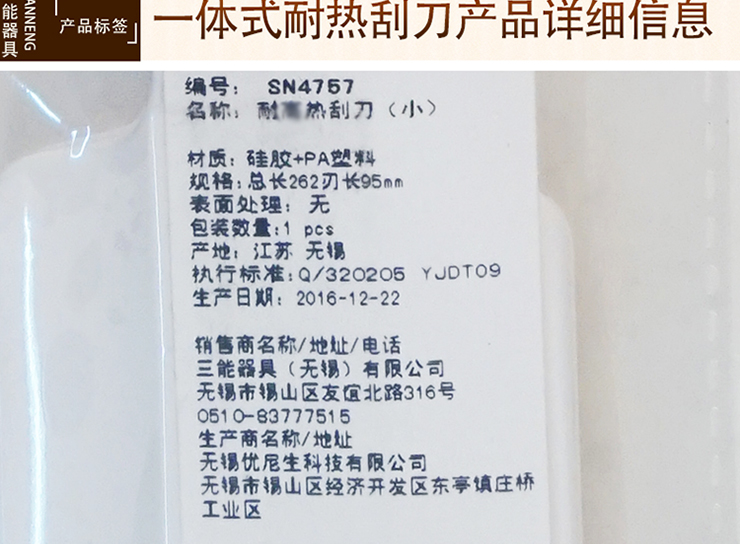 ANNENG
能器具
产品标签
一体式耐热刮刀产品详细信息
编号: SN4757
名称: 耐热刮刀(小)
材质: 硅胶+PA塑料
规格:总长262刃长95mm
表面处理: 无
包装数量:1 pcs
产地: 江苏 无锡
执行标准:Q/320205 YJDT09
生产日期: 2016-12-22
销售商名称/地址/电话
三能器具(无锡)有限公司
无锡市锡山区友谊北路316号
0510-83777515
生产商名称/地址
无锡优尼生科技有限公司
无锡市锡山区经济开发区东亭镇庄桥
工业区